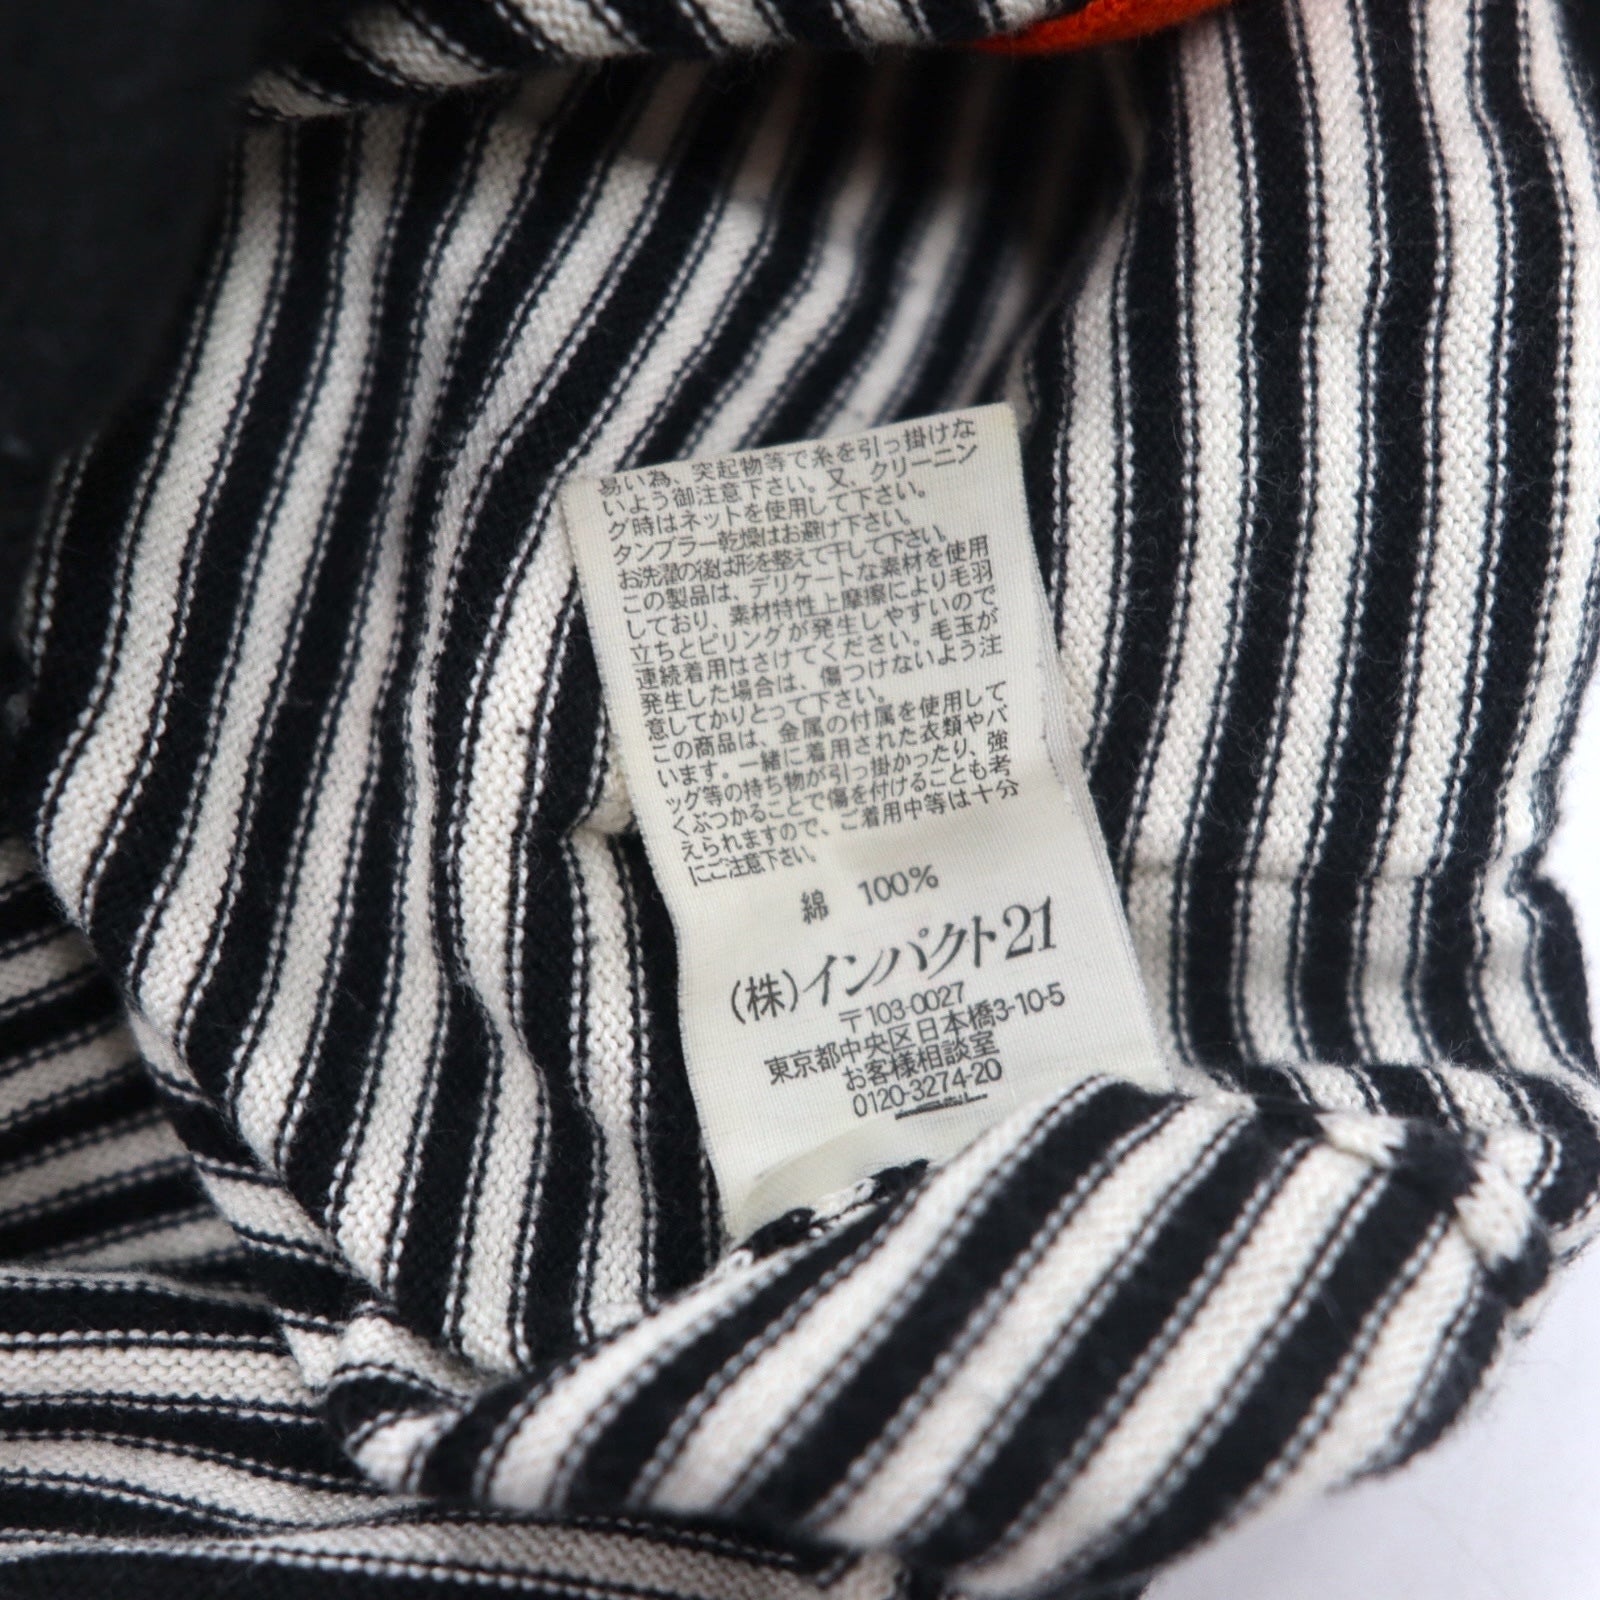 易い為、突起物等で糸を引っ掛けな
いよう御注意下さい。又、クリーニン
グ時はネットを使用して下さい。
タンブラー乾燥はお避け下さい。
お洗濯の後は形を整えて干して下さい。
この製品は、デリケートな素材を使用
しており、素材特性上摩擦により毛羽
立ちとピリングが発生しやすいので
連続着用はさけてください。毛玉が
発生した場合は、傷つけないよう注
意してかりとって下さい。
この商品は、金属の付属を使用して
います。一緒に着用された衣類やバ
ッグ等の持ち物が引っ掛かったり、強
くぶつかることで傷を付けることも考
えられますので、ご着用中等は十分
にご注意下さい。
綿 100%
(株)インパクト21
〒103-0027
東京都中央区日本橋3-10-5
お客様相談室
0120-3274-20